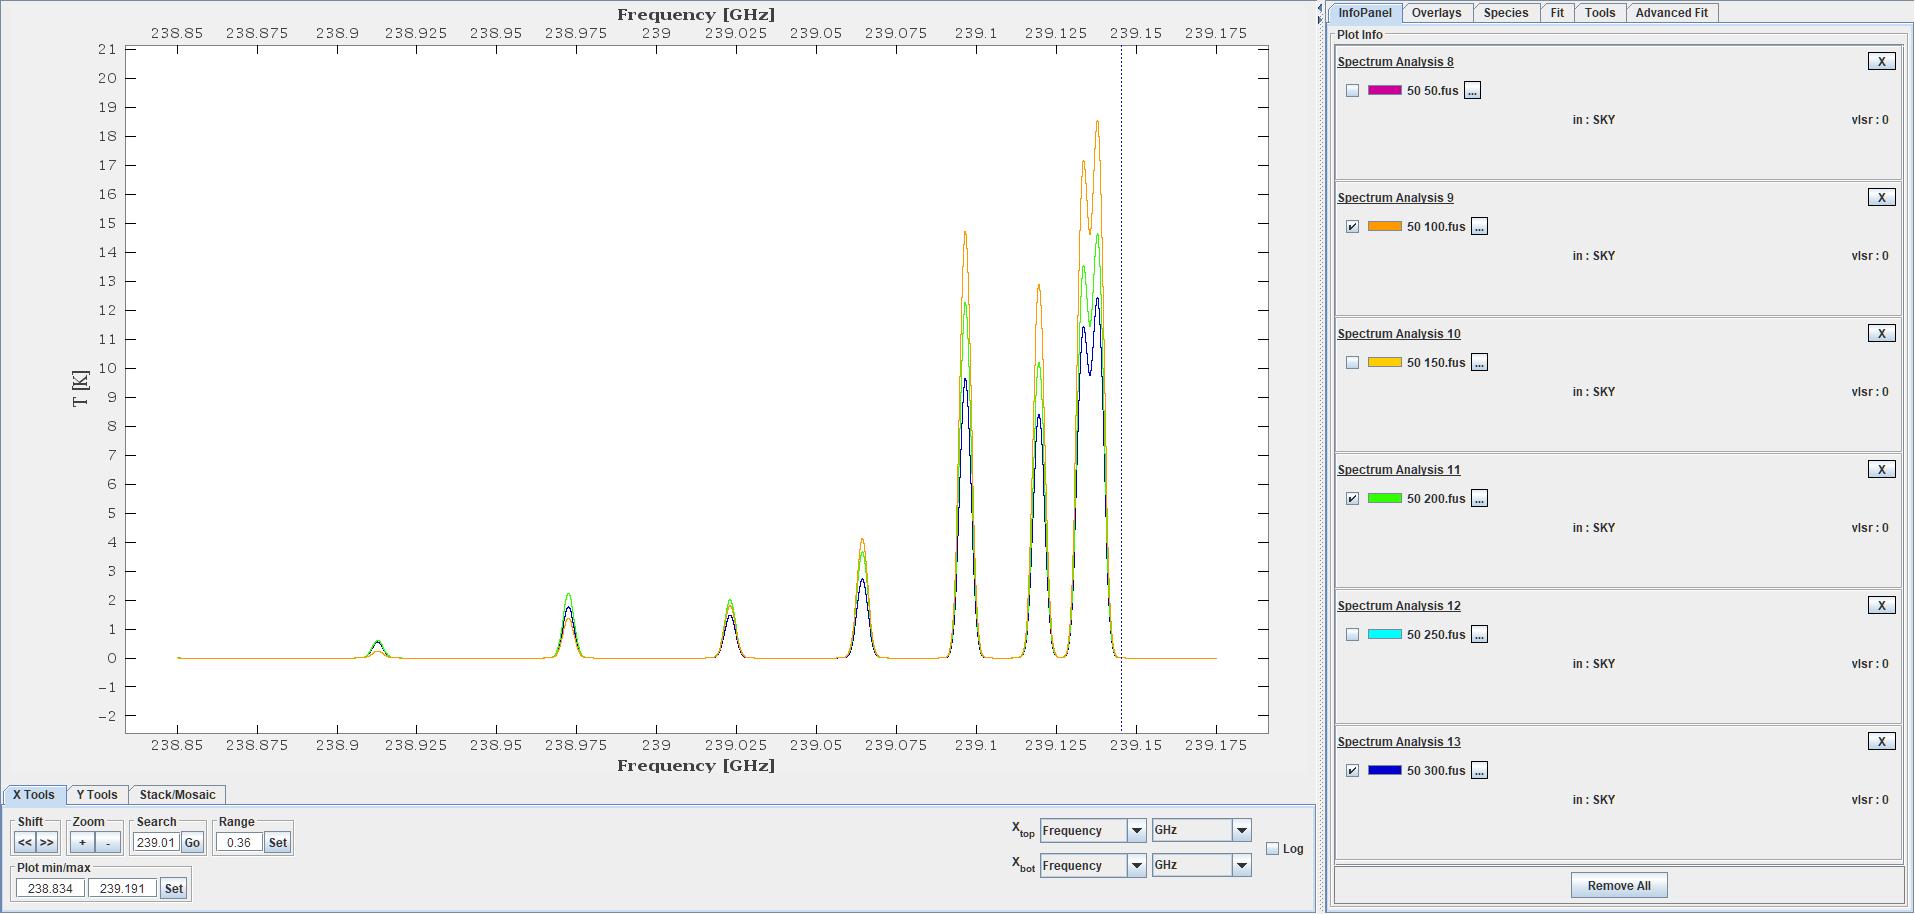 Frequency [GHz]
238.85 238.875 238.9 238.925 238.95 238.975 239 239.025 239.05 239.075 239.1 239.125 239.15 239.175
21
20
19
18
17
16
15
14
13
12
11
10
9
8
7
6
5
4
3
2
1
0
−1
−2
T [K]
238.85 238.875 238.9 238.925 238.95 238.975 239 239.025 239.05 239.075 239.1 239.125 239.15 239.175
Frequency [GHz]
X Tools Y Tools Stack/Mosaic
Shift Zoom Search Range
<< >> + - 239.01 Go 0.36 Set
Plot min/max
238.834 239.191 Set
Xtop Frequency GHz
Log
Xbot Frequency GHz
InfoPanel Overlays Species Fit Tools Advanced Fit
Plot Info
Spectrum Analysis 8 X
50 50.fus ...
in : SKY vlsr : 0
Spectrum Analysis 9 X
50 100.fus ...
in : SKY vlsr : 0
Spectrum Analysis 10 X
50 150.fus ...
in : SKY vlsr : 0
Spectrum Analysis 11 X
50 200.fus ...
in : SKY vlsr : 0
Spectrum Analysis 12 X
50 250.fus ...
in : SKY vlsr : 0
Spectrum Analysis 13 X
50 300.fus ...
in : SKY vlsr : 0
Remove All